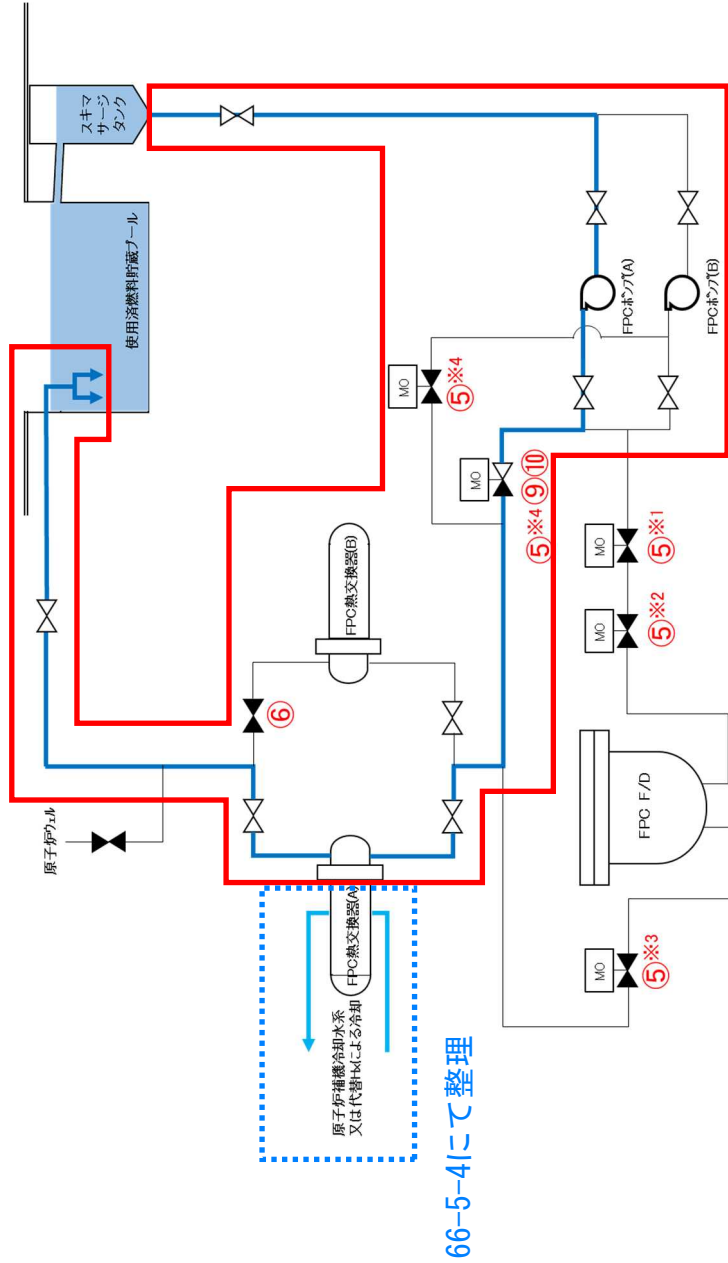 スキマ
サージ
タンク
使用済燃料貯蔵プール
原子炉ウェル
MO
⑤※4
FPCポンプ(A)
FPCポンプ(B)
MO
⑤※4 ⑨ ⑩
FPC熱交換器(B)
⑥
MO
⑤※1
MO
⑤※2
FPC F/D
FPC熱交換器(A)
原子炉補機冷却水系
又は代替Hxによる冷却
MO
⑤※3
66-5-4にて整理